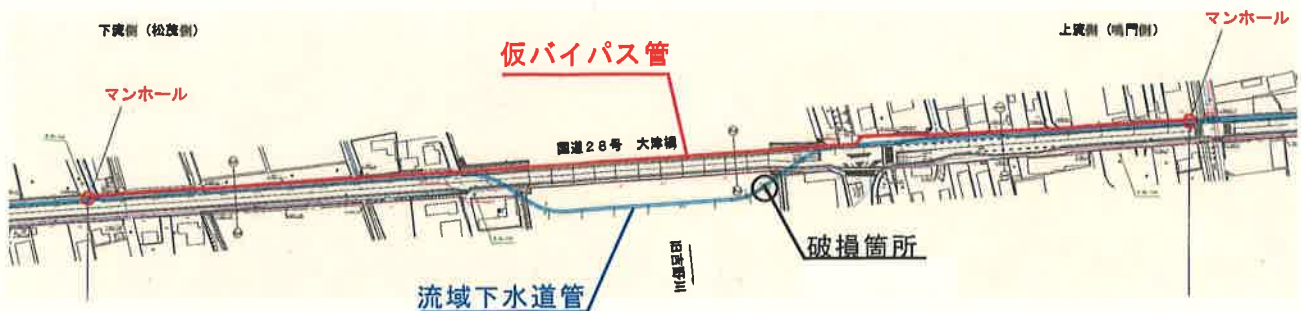 下流側（松茂側）
上流側（鳴門側）
マンホール
仮バイパス管
マンホール
国道28号 大津橋
旧吉野川
破損箇所
流域下水道管